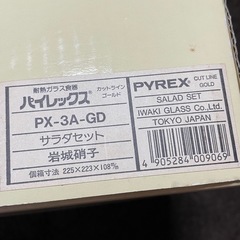 耐熱ガラス食器
パイレックス®
カットライン
ゴールド
PX-3A-GD
サラダセット
岩城硝子
個箱寸法 225×223×108㎜
PYREX®
CUT LINE
GOLD
SALAD SET
IWAKI GLASS Co., Ltd.
TOKYO JAPAN
4 905284 009069